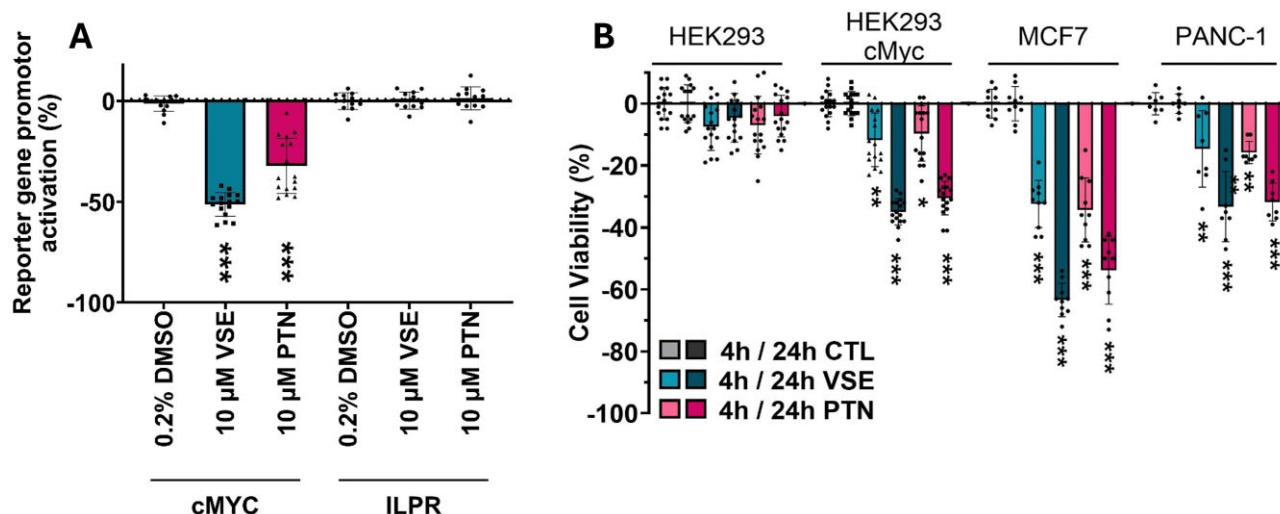 A
Reporter gene promotor
activation (%)
0
-50
-100
***
***
0.2% DMSO
10 µM VSE
10 µM PTN
0.2% DMSO
10 µM VSE
10 µM PTN
cMYC
ILPR
B
HEK293
HEK293
cMyc
MCF7
PANC-1
Cell Viability (%)
0
-20
-40
-60
-80
-100
**
***
*
***
***
***
***
***
**
***
**
**
***
4h / 24h CTL
4h / 24h VSE
4h / 24h PTN